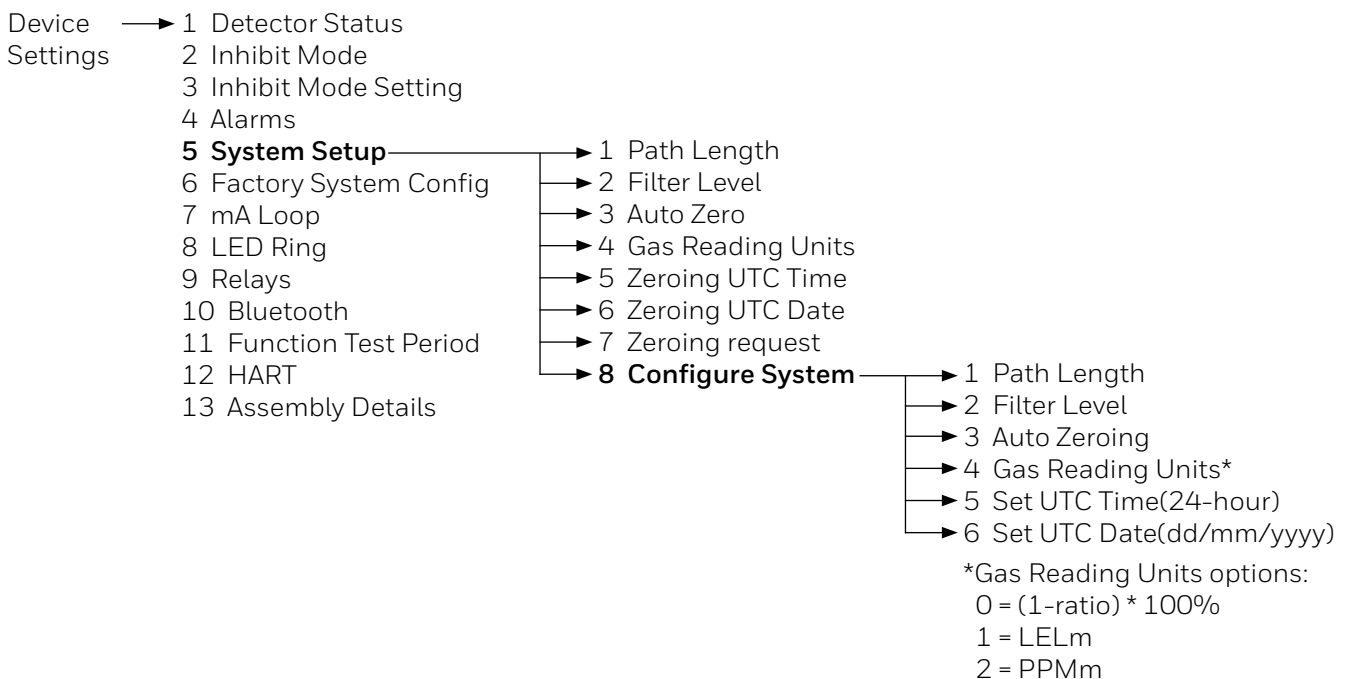 Device
Settings
1 Detector Status
2 Inhibit Mode
3 Inhibit Mode Setting
4 Alarms
5 System Setup
6 Factory System Config
7 mA Loop
8 LED Ring
9 Relays
10 Bluetooth
11 Function Test Period
12 HART
13 Assembly Details
1 Path Length
2 Filter Level
3 Auto Zero
4 Gas Reading Units
5 Zeroing UTC Time
6 Zeroing UTC Date
7 Zeroing request
8 Configure System
1 Path Length
2 Filter Level
3 Auto Zeroing
4 Gas Reading Units*
5 Set UTC Time(24-hour)
6 Set UTC Date(dd/mm/yyyy)
*Gas Reading Units options:
0 = (1-ratio) * 100%
1 = LELm
2 = PPMm